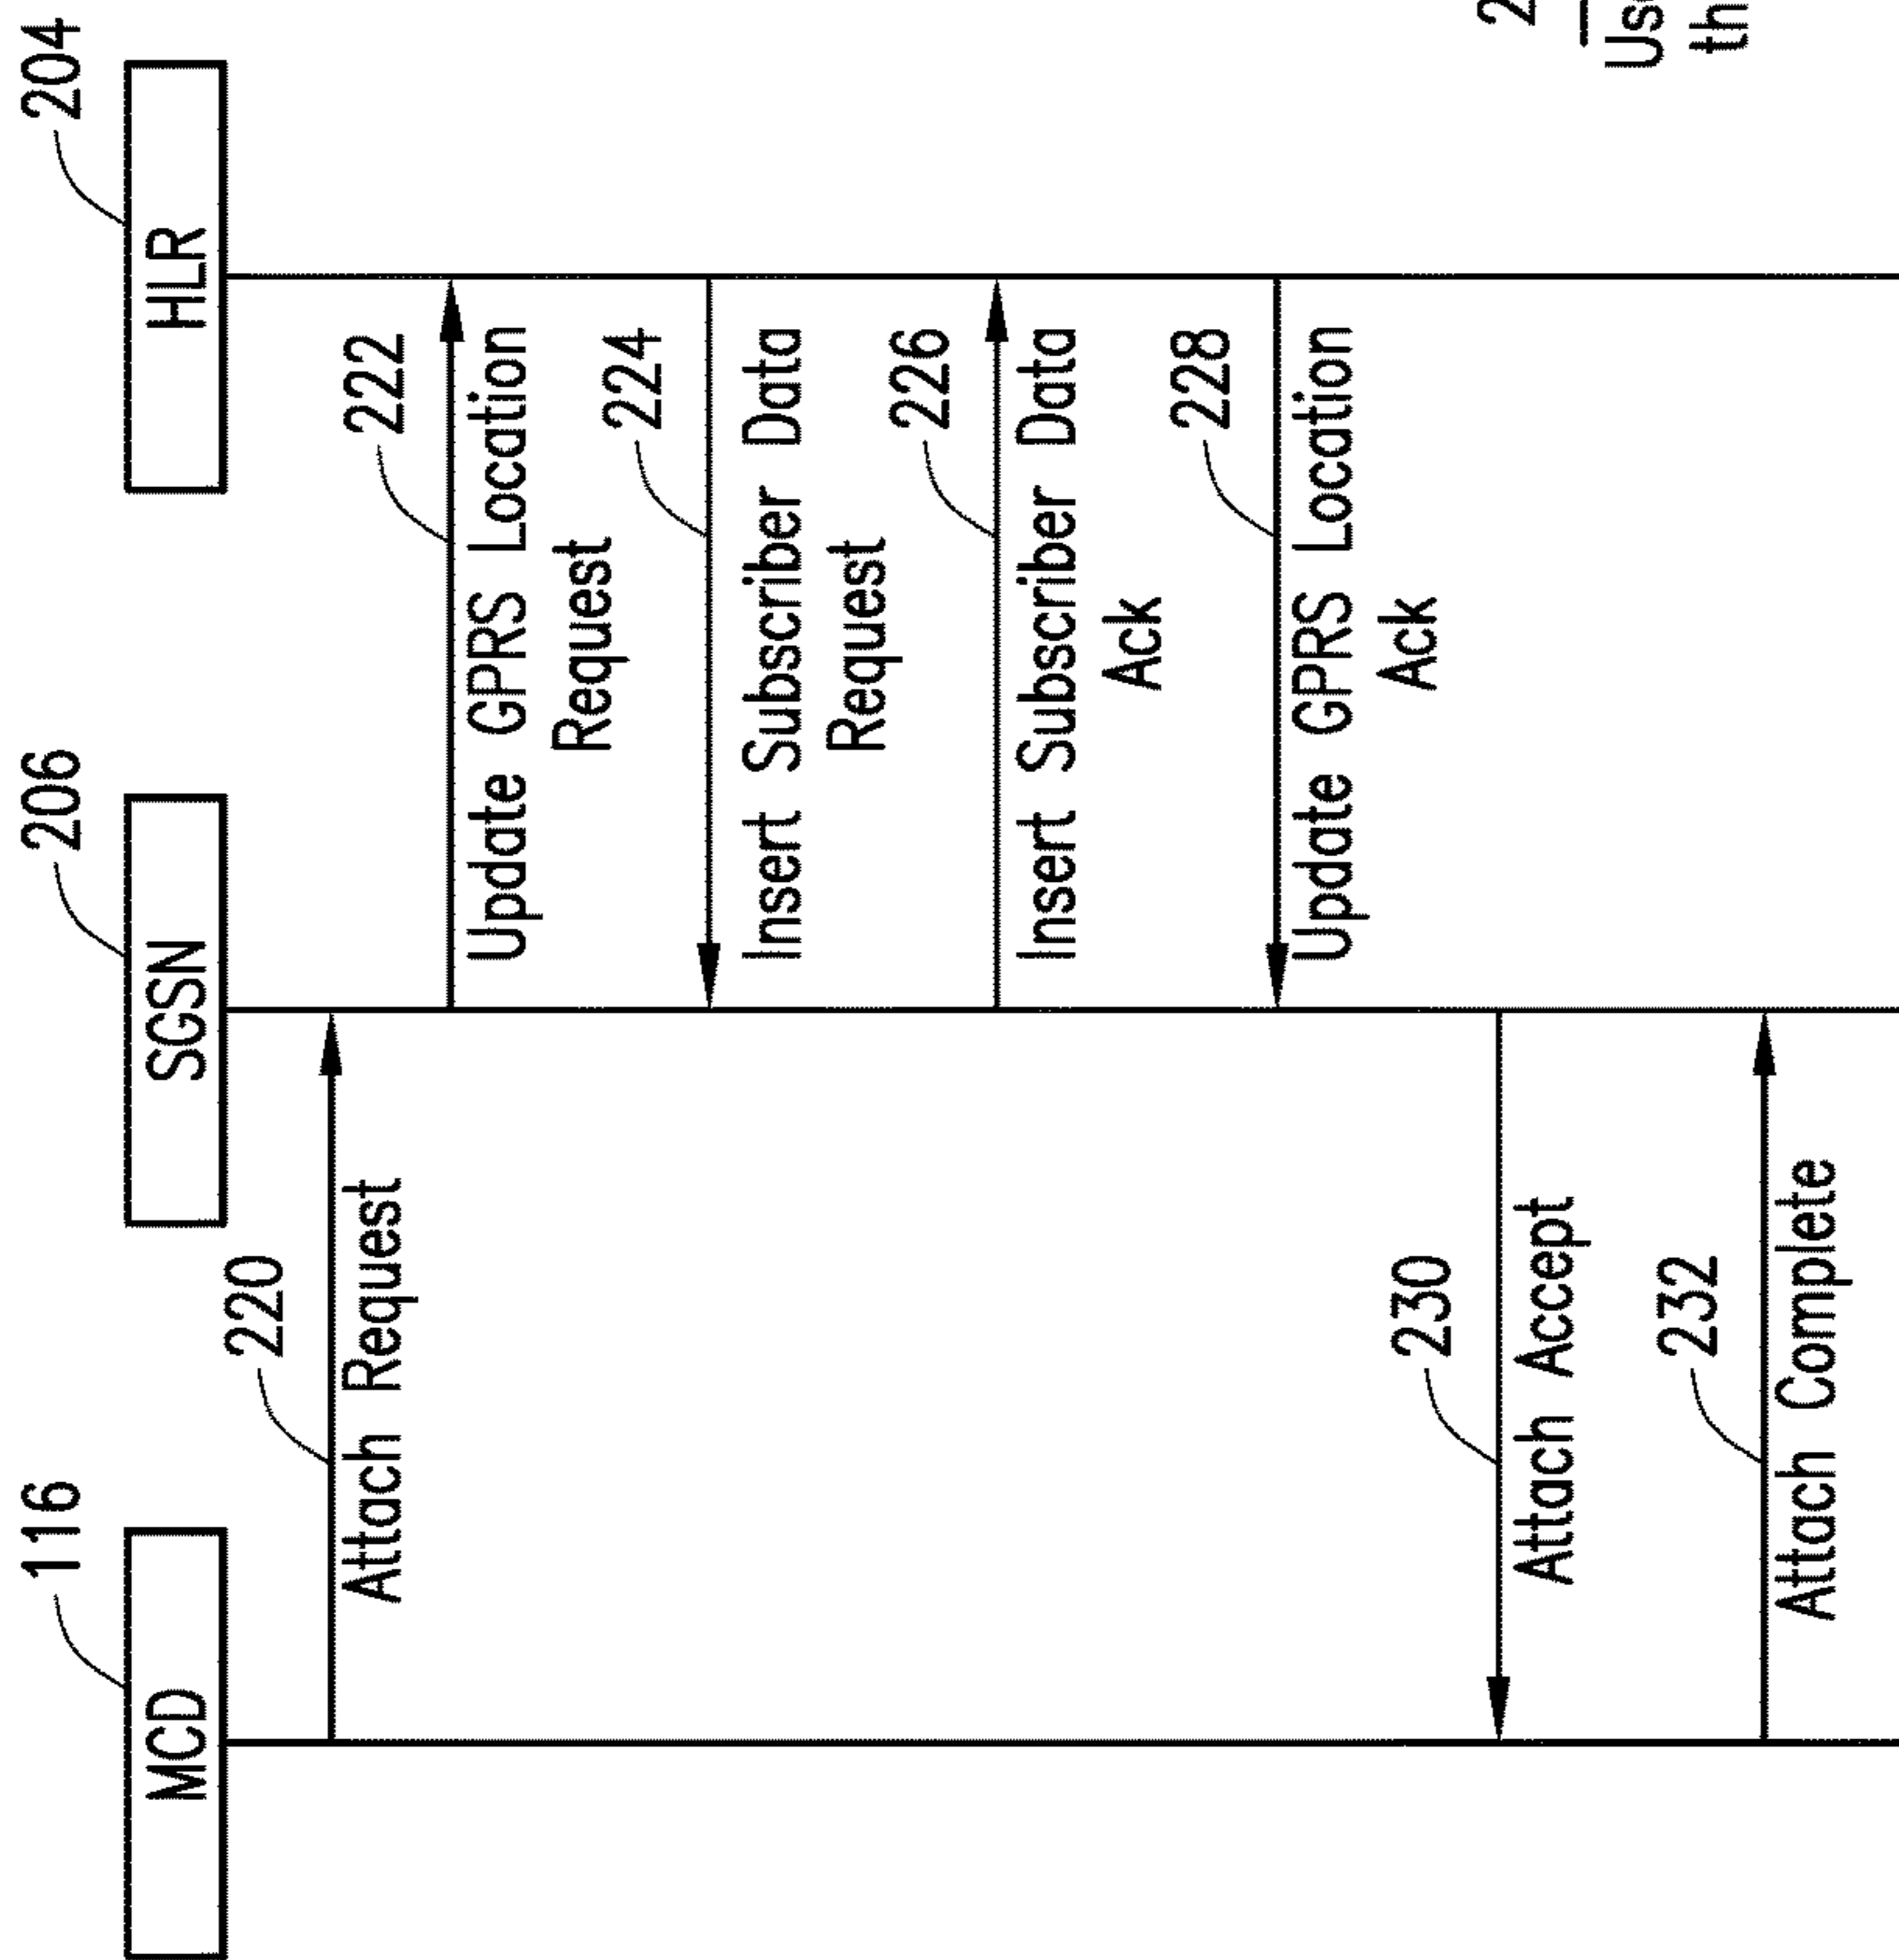 116
206
204
MCD
SGSN
HLR
220
Attach Request
222
Update GPRS Location
Request
224
Insert Subscriber Data
Request
226
Insert Subscriber Data
Ack
228
Update GPRS Location
Ack
230
Attach Accept
232
Attach Complete